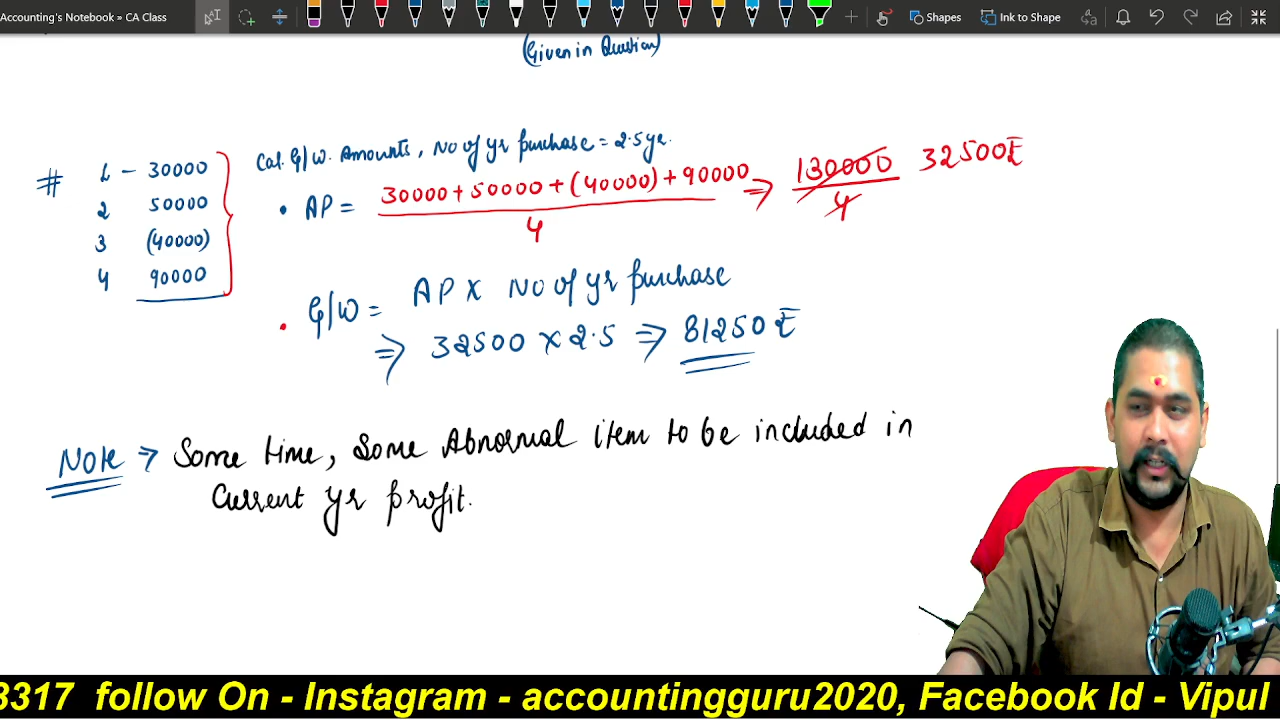 Accounting's Notebook » CA Class
Shapes
Ink to Shape
(Given in Question)
# 1 - 30000
2 50000
3 (40000)
4 90000
Cal. G/W. Amounts, No of yr purchase = 2.5 yr.
• AP = 30000 + 50000 + (40000) + 90000 / 4 ⇒ 130000 / 4 32500₹
• G/W = AP X No of yr purchase
⇒ 32500 × 2.5 ⇒ 81250₹
Note ⇒ Some time, Some Abnormal item to be included in
Current yr profit.
3317 follow On - Instagram - accountingguru2020, Facebook Id - Vipul